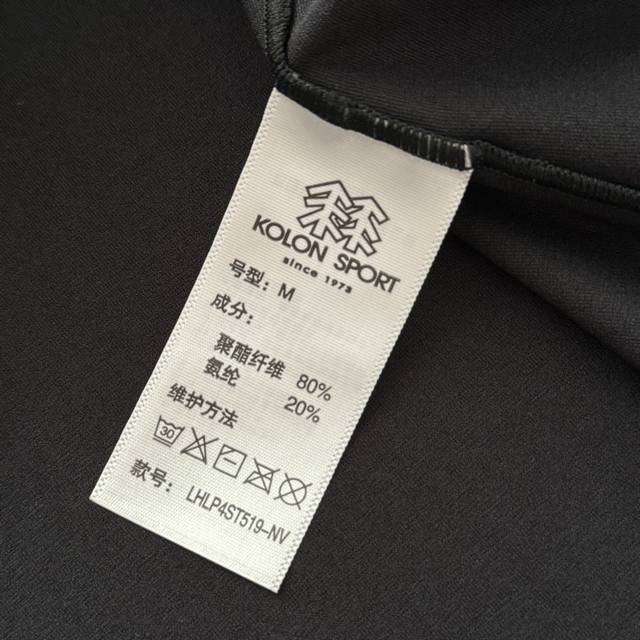 KOLON SPORT
since 1973
号型: M
成分:
聚酯纤维 80%
氨纶 20%
维护方法
30
款号: LHLP4ST519-NV